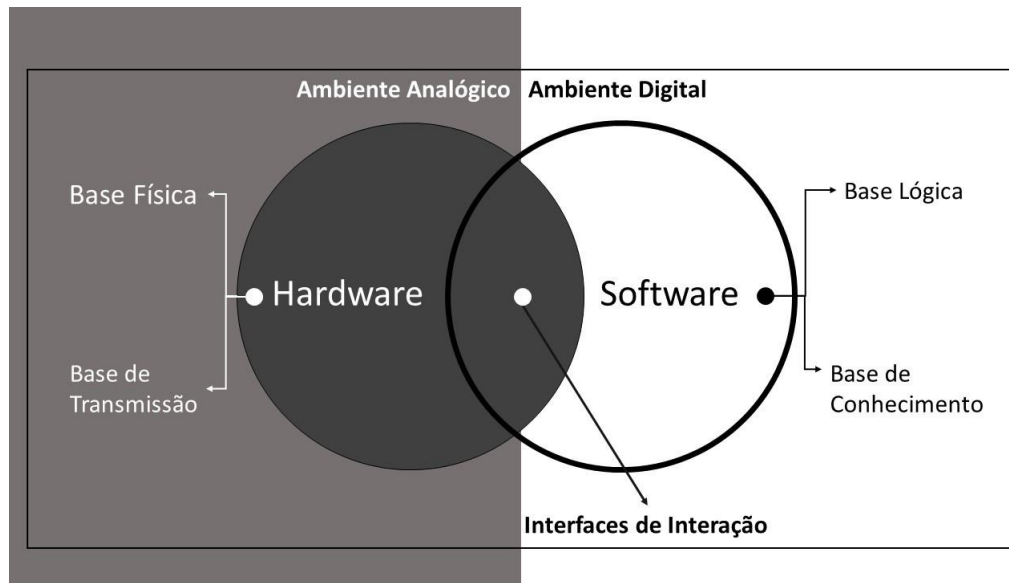 Ambiente Analógico
Ambiente Digital
Base Física
Base Lógica
Hardware
Software
Base de
Transmissão
Base de
Conhecimento
Interfaces de Interação